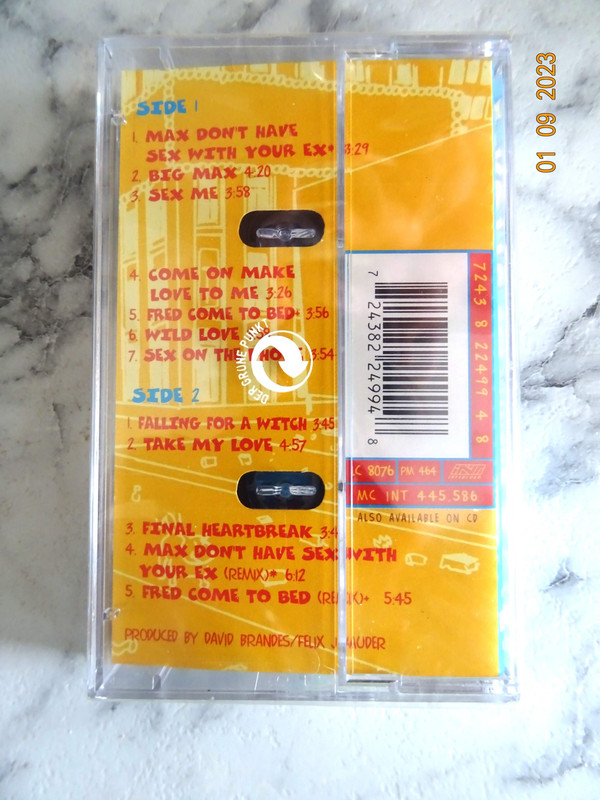 01 09 2023
SIDE 1
1. MAX DON'T HAVE
SEX WITH YOUR EX* 3:29
2. BIG MAX 4:20
3. SEX ME 3:58
4. COME ON MAKE
LOVE TO ME 3:26
5. FRED COME TO BED+ 3:56
6. WILD LOVE
7. SEX ON THE 3:54
DER GRÜNE PUNKT
SIDE 2
1. FALLING FOR A WITCH 3:45
2. TAKE MY LOVE 4:57
3. FINAL HEARTBREAK
4. MAX DON'T HAVE SEX WITH
YOUR EX (REMIX)* 6:12
5. FRED COME TO BED (REMIX)+ 5:45
PRODUCED BY DAVID BRANDES/FELIX J.
7243 8 22499 4 8
7 24382 24994 8
LC 8076 PM 464
MC INT 445.586
ALSO AVAILABLE ON CD